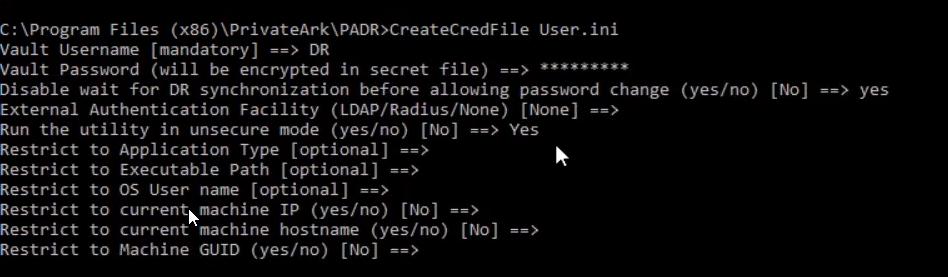 C:\Program Files (x86)\PrivateArk\PADR>CreateCredFile User.ini
Vault Username [mandatory] ==> DR
Vault Password (will be encrypted in secret file) ==> *********
Disable wait for DR synchronization before allowing password change (yes/no) [No] ==> yes
External Authentication Facility (LDAP/Radius/None) [None] ==>
Run the utility in unsecure mode (yes/no) [No] ==> Yes
Restrict to Application Type [optional] ==>
Restrict to Executable Path [optional] ==>
Restrict to OS User name [optional] ==>
Restrict to current machine IP (yes/no) [No] ==>
Restrict to current machine hostname (yes/no) [No] ==>
Restrict to Machine GUID (yes/no) [No] ==>